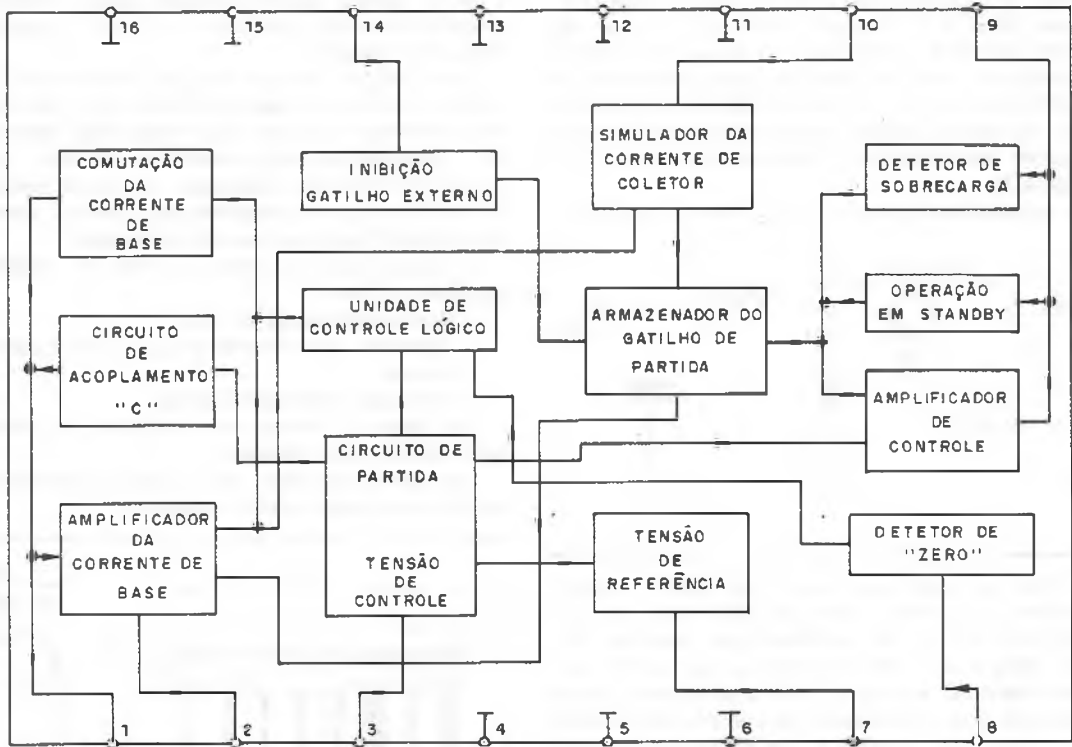 16
15
14
13
12
11
10
9
COMUTAÇÃO
DA
CORRENTE
DE
BASE
INIBIÇÃO
GATILHO EXTERNO
SIMULADOR DA
CORRENTE DE
COLETOR
DETETOR DE
SOBRECARGA
CIRCUITO
DE
ACOPLAMENTO
"C"
UNIDADE DE
CONTROLE LÓGICO
ARMAZENADOR DO
GATILHO DE
PARTIDA
OPERAÇÃO
EM STANDBY
AMPLIFICADOR
DE
CONTROLE
AMPLIFICADOR
DA
CORRENTE DE
BASE
CIRCUITO DE
PARTIDA
TENSÃO
DE
CONTROLE
TENSÃO
DE
REFERÊNCIA
DETETOR DE
"ZERO"
1
2
3
4
5
6
7
8